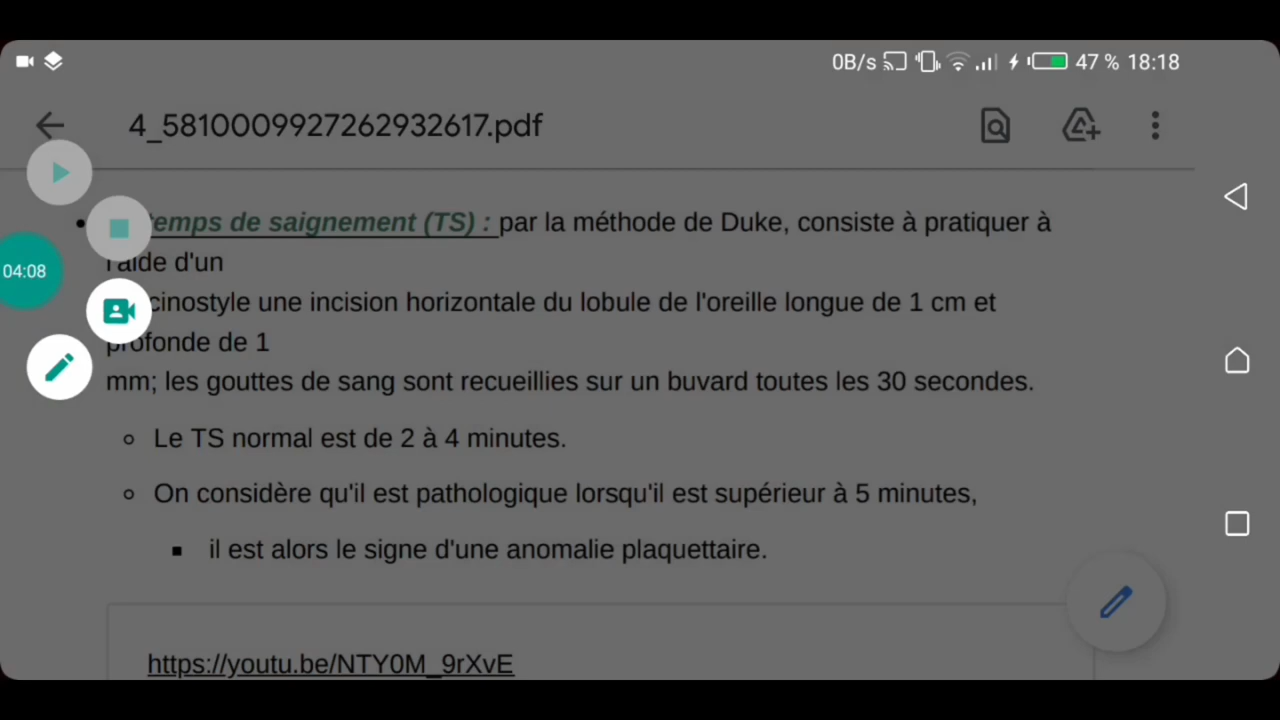 0B/s 47 % 18:18
4_5810009927262932617.pdf
temps de saignement (TS) : par la méthode de Duke, consiste à pratiquer à
l'aide d'un
cinostyle une incision horizontale du lobule de l'oreille longue de 1 cm et
profonde de 1
mm; les gouttes de sang sont recueillies sur un buvard toutes les 30 secondes.
Le TS normal est de 2 à 4 minutes.
On considère qu'il est pathologique lorsqu'il est supérieur à 5 minutes,
il est alors le signe d'une anomalie plaquettaire.
https://youtu.be/NTY0M_9rXvE
04:08